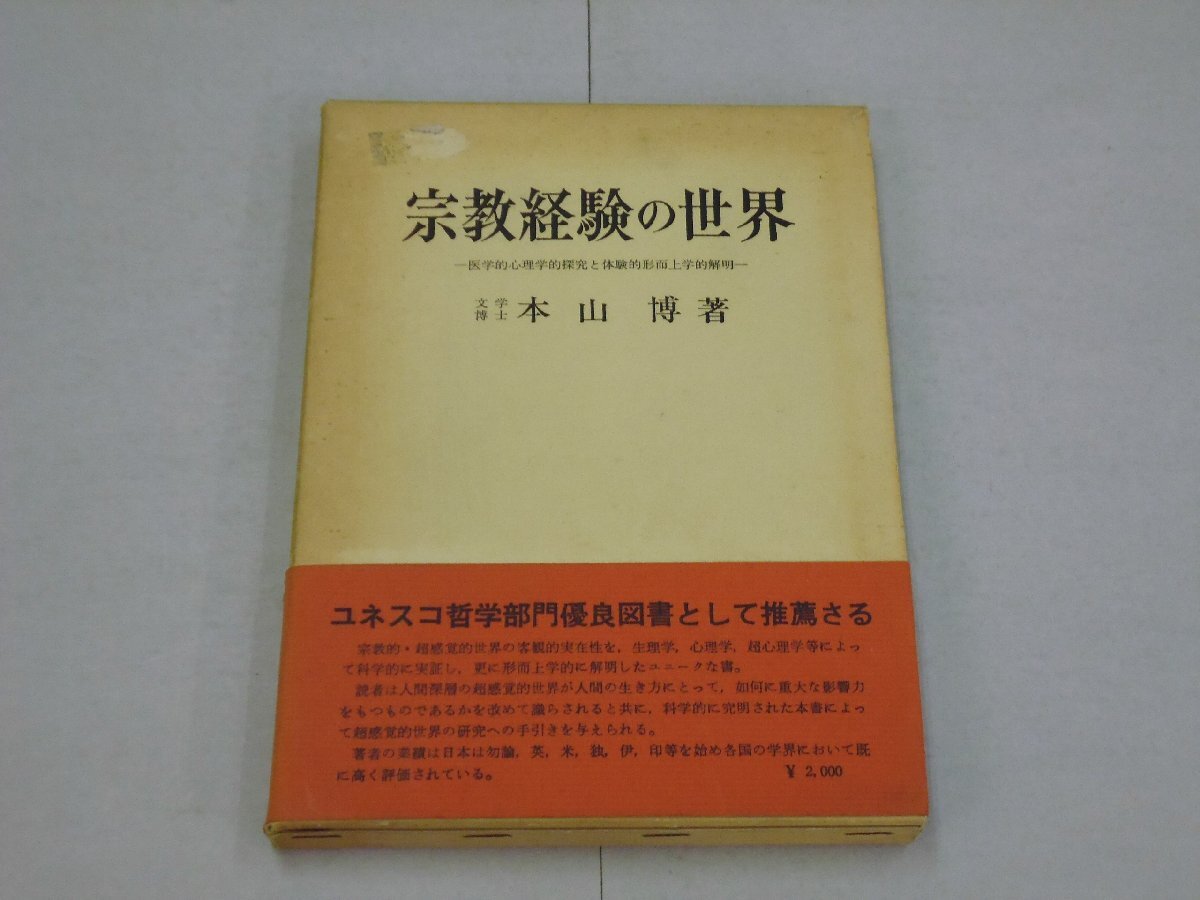 宗教経験の世界
―医学的心理学的探究と体験的形而上学的解明―
文学博士 本山 博著
ユネスコ哲学部門優良図書として推薦さる
宗教的・超感覚的世界の客観的実在性を，生理学，心理学，超心理学等によっ
て科学的に実証し，更に形而上学的に解明したユニークな書。
読者は人間深層の超感覚的世界が人間の生き方にとって，如何に重大な影響力
をもつものであるかを改めて識らされると共に，科学的に究明された本書によっ
て超感覚的世界の研究への手引きを与えられる。
著者の業績は日本は勿論，英，米，独，伊，印等を始め各国の学界において既
に高く評価されている。 ¥ 2,000